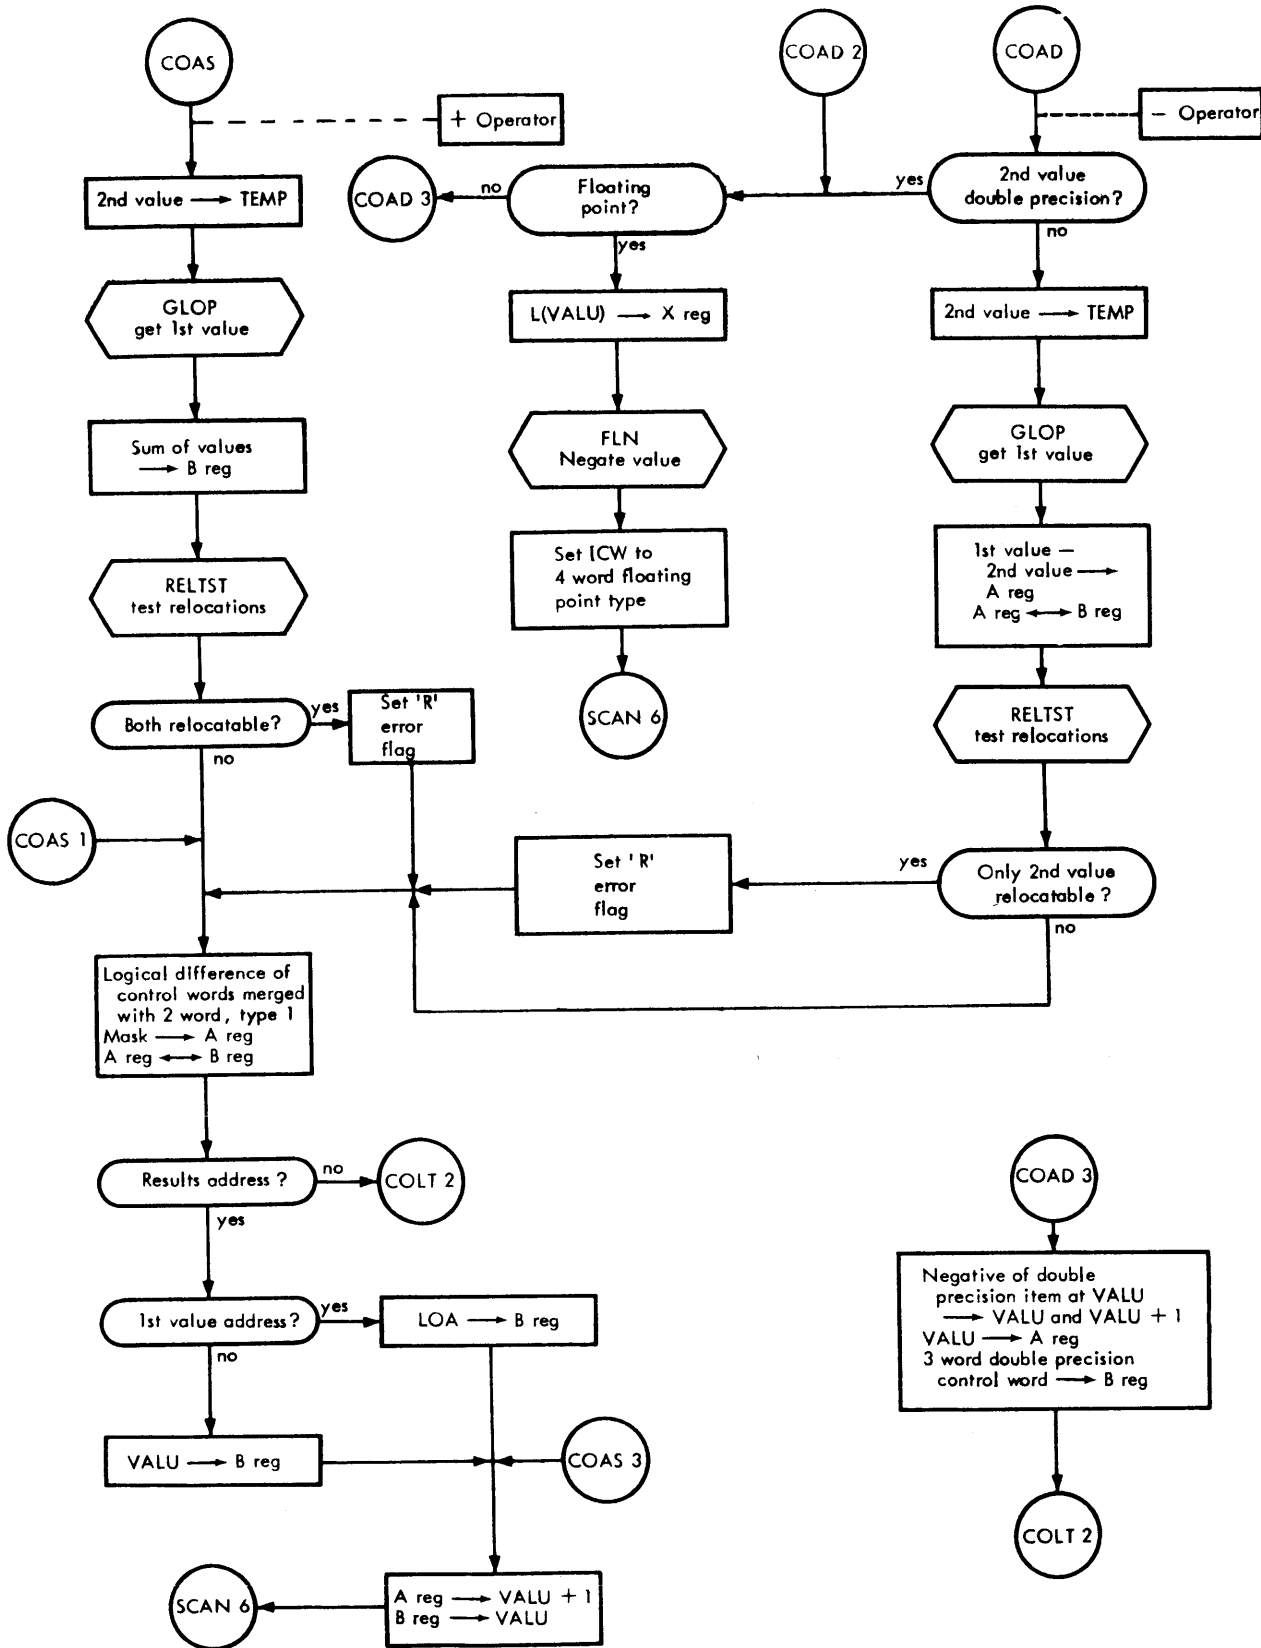 COAS
+ Operator
2nd value → TEMP
GLOP
get 1st value
Sum of values
→ B reg
RELTST
test relocations
Both relocatable?
yes
no
Set 'R'
error
flag
COAS 1
Logical difference of
control words merged
with 2 word, type 1
Mask → A reg
A reg ↔ B reg
Results address ?
no
COLT 2
yes
1st value address?
yes
LOA → B reg
no
VALU → B reg
COAS 3
A reg → VALU + 1
B reg → VALU
SCAN 6
COAD 2
COAD 3
no
Floating
point?
yes
L(VALU) → X reg
FLN
Negate value
Set ICW to
4 word floating
point type
SCAN 6
COAD
- Operator
2nd value
double precision?
yes
no
2nd value → TEMP
GLOP
get 1st value
1st value -
2nd value →
A reg
A reg ↔ B reg
RELTST
test relocations
Only 2nd value
relocatable ?
yes
no
Set 'R'
error
flag
COAD 3
Negative of double
precision item at VALU
→ VALU and VALU + 1
VALU → A reg
3 word double precision
control word → B reg
COLT 2